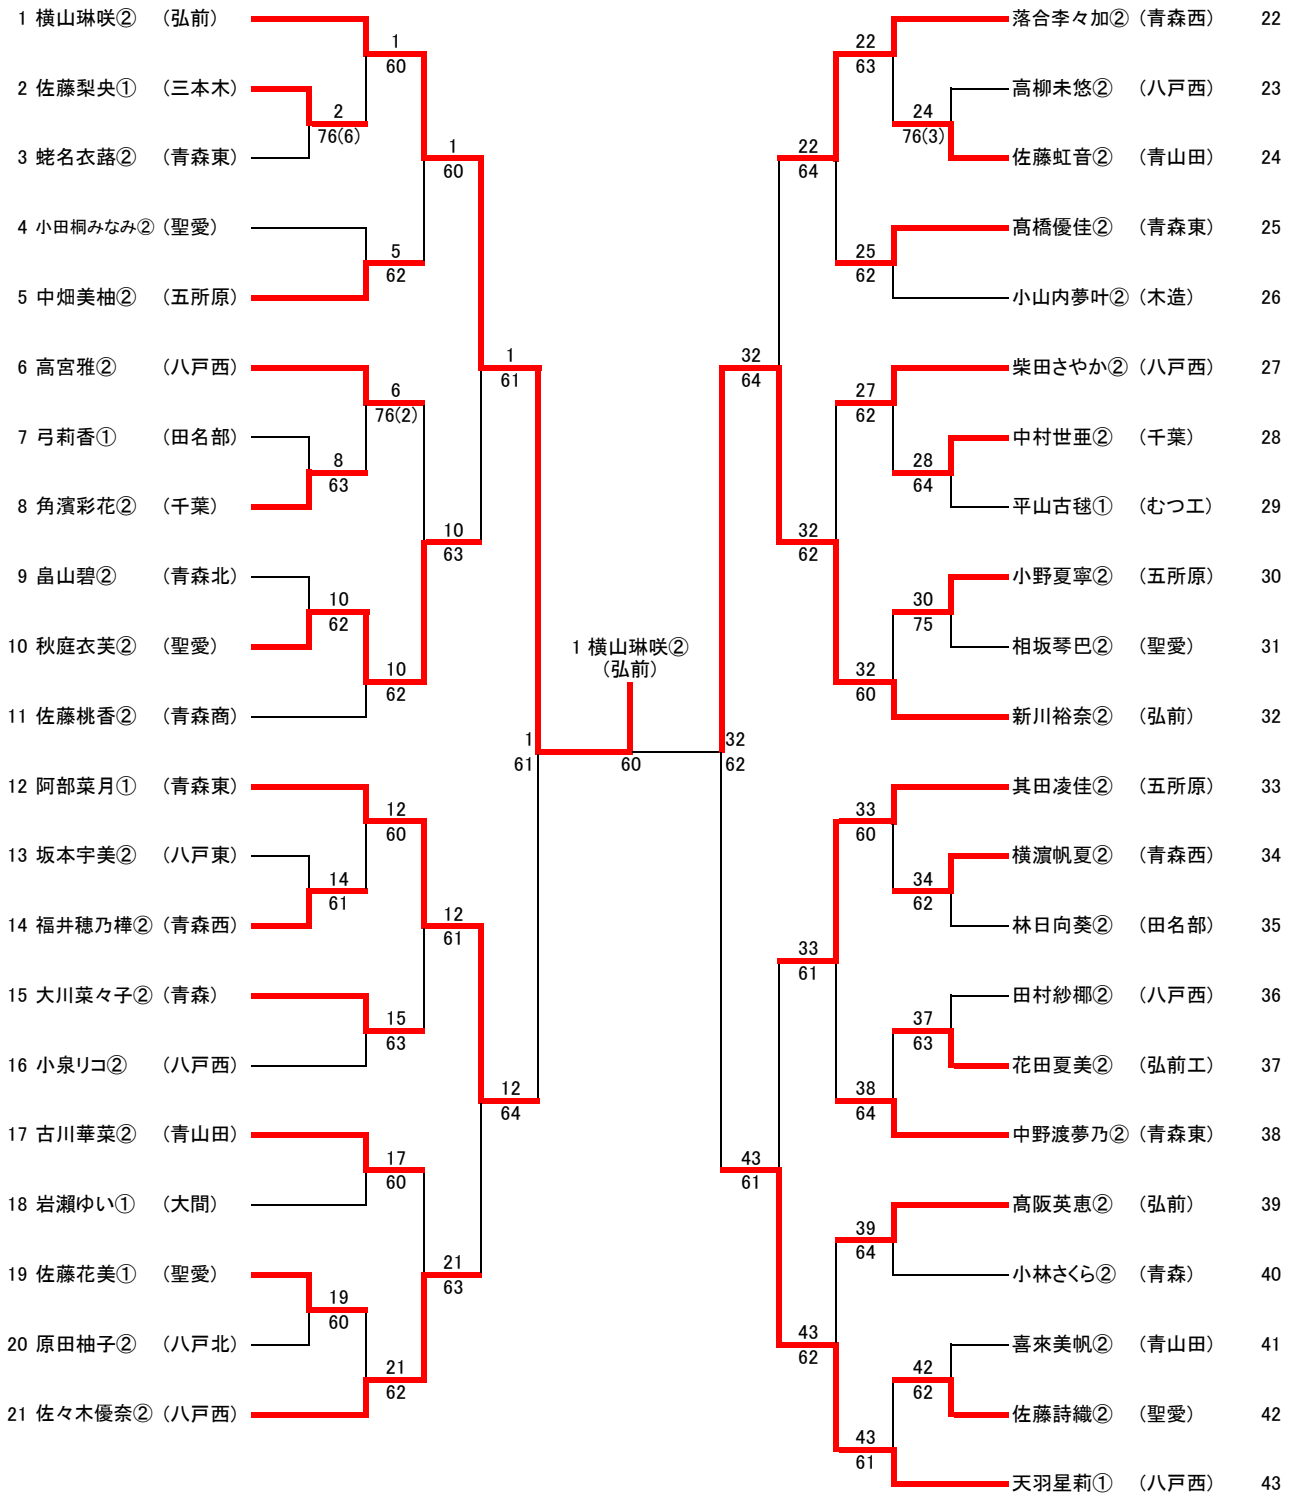 1 横山琳咲② (弘前)
2 佐藤梨央① (三本木)
3 蛯名衣蕗② (青森東)
4 小田桐みなみ② (聖愛)
5 中畑美柚② (五所原)
6 高宮雅② (八戸西)
7 弓莉香① (田名部)
8 角濱彩花② (千葉)
9 畠山碧② (青森北)
10 秋庭衣芙② (聖愛)
11 佐藤桃香② (青森商)
12 阿部菜月① (青森東)
13 坂本宇美② (八戸東)
14 福井穂乃樺② (青森西)
15 大川菜々子② (青森)
16 小泉リコ② (八戸西)
17 古川華菜② (青山田)
18 岩瀬ゆい① (大間)
19 佐藤花美① (聖愛)
20 原田柚子② (八戸北)
21 佐々木優奈② (八戸西)
2
76(6)
8
63
10
62
14
61
19
60
1
60
5
62
6
76(2)
10
62
12
60
15
63
17
60
21
62
1
60
10
63
12
61
21
63
1
61
12
64
1
61
1 横山琳咲②
(弘前)
60
32
62
32
64
43
61
22
64
32
62
33
61
43
62
22
63
25
62
27
62
32
60
33
60
38
64
39
64
43
61
24
76(3)
28
64
30
75
34
62
37
63
42
62
落合李々加② (青森西) 22
高柳未悠② (八戸西) 23
佐藤虹音② (青山田) 24
髙橋優佳② (青森東) 25
小山内夢叶② (木造) 26
柴田さやか② (八戸西) 27
中村世亜② (千葉) 28
平山古毬① (むつ工) 29
小野夏寧② (五所原) 30
相坂琴巴② (聖愛) 31
新川裕奈② (弘前) 32
其田凌佳② (五所原) 33
横濵帆夏② (青森西) 34
林日向葵② (田名部) 35
田村紗椰② (八戸西) 36
花田夏美② (弘前工) 37
中野渡夢乃② (青森東) 38
髙阪英恵② (弘前) 39
小林さくら② (青森) 40
喜來美帆② (青山田) 41
佐藤詩織② (聖愛) 42
天羽星莉① (八戸西) 43